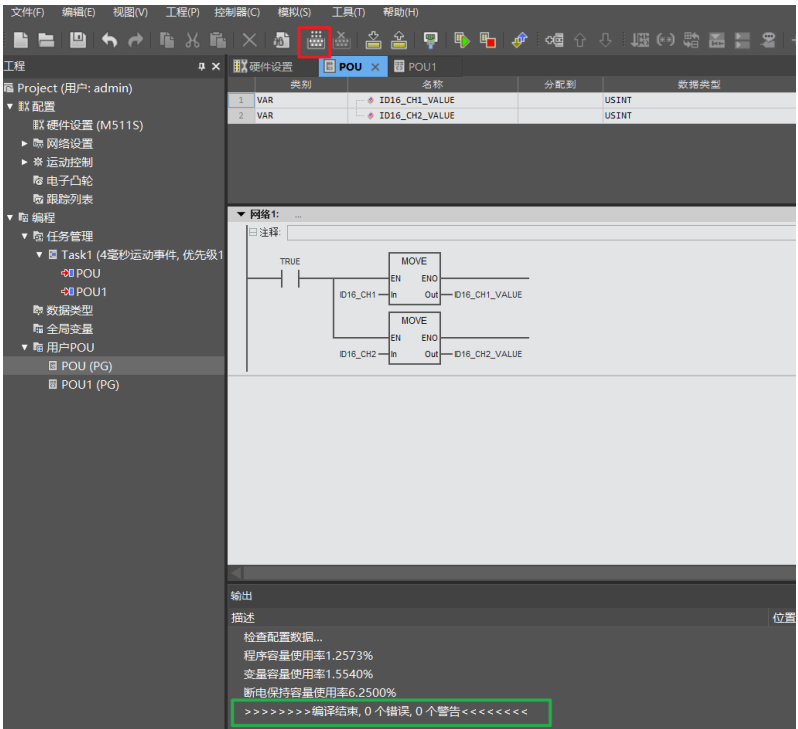 文件(F) 编辑(E) 视图(V) 工程(P) 控制器(C) 模拟(S) 工具(T) 帮助(H)
工程
硬件设置 POU POU1
Project (用户: admin)
配置
硬件设置 (M511S)
网络设置
运动控制
电子凸轮
跟踪列表
编程
任务管理
Task1 (4毫秒运动事件, 优先级1
POU
POU1
数据类型
全局变量
用户POU
POU (PG)
POU1 (PG)
类别 名称 分配到 数据类型
1 VAR ID16_CH1_VALUE USINT
2 VAR ID16_CH2_VALUE USINT
网络1: ...
注释:
TRUE MOVE
EN ENO
ID16_CH1 In Out ID16_CH1_VALUE
MOVE
EN ENO
ID16_CH2 In Out ID16_CH2_VALUE
输出
描述 位置
检查配置数据...
程序容量使用率1.2573%
变量容量使用率1.5540%
断电保持容量使用率6.2500%
>>>>>>>>编译结束, 0 个错误, 0 个警告<<<<<<<<